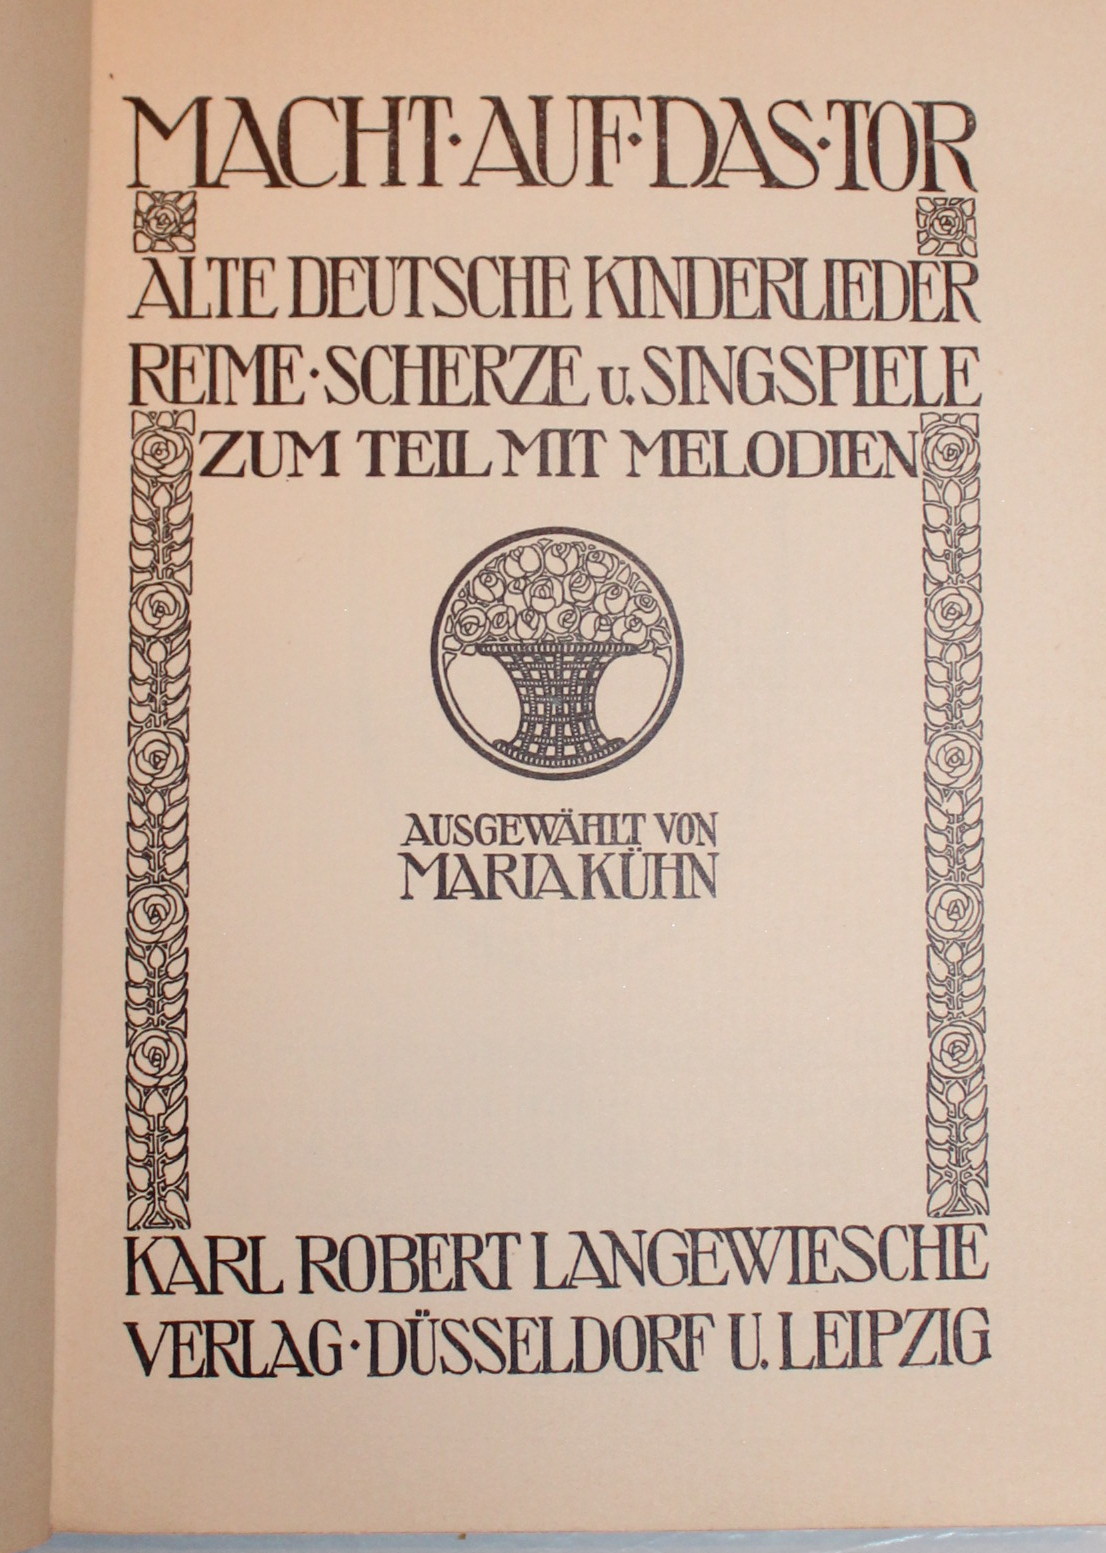 MACHT·AUF·DAS·TOR
ALTE DEUTSCHE KINDERLIEDER
REIME·SCHERZE u. SINGSPIELE
ZUM TEIL MIT MELODIEN
AUSGEWÄHLT VON
MARIA KÜHN
KARL ROBERT LANGEWIESCHE
VERLAG·DÜSSELDORF U. LEIPZIG